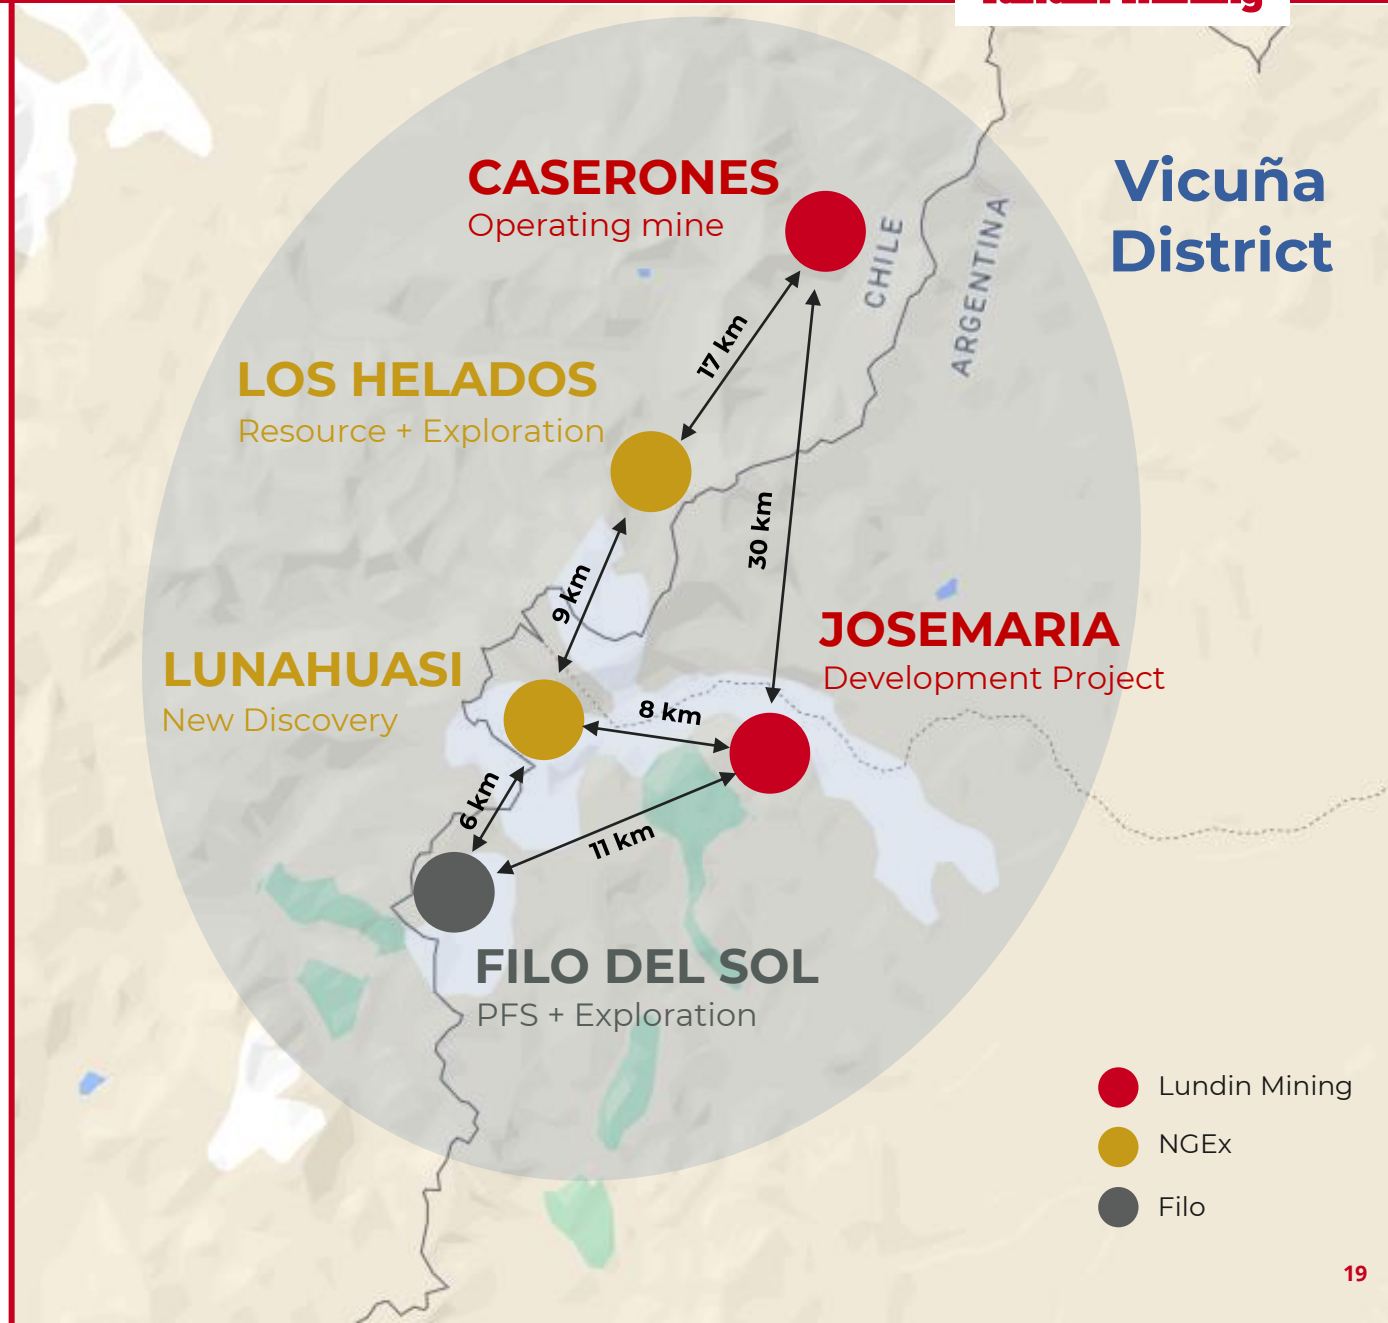 CASERONES
Operating mine
Vicuña
District
CHILE
ARGENTINA
17 km
LOS HELADOS
Resource + Exploration
30 km
9 km
JOSEMARIA
Development Project
LUNAHUASI
New Discovery
8 km
6 km
11 km
FILO DEL SOL
PFS + Exploration
Lundin Mining
NGEx
Filo
19